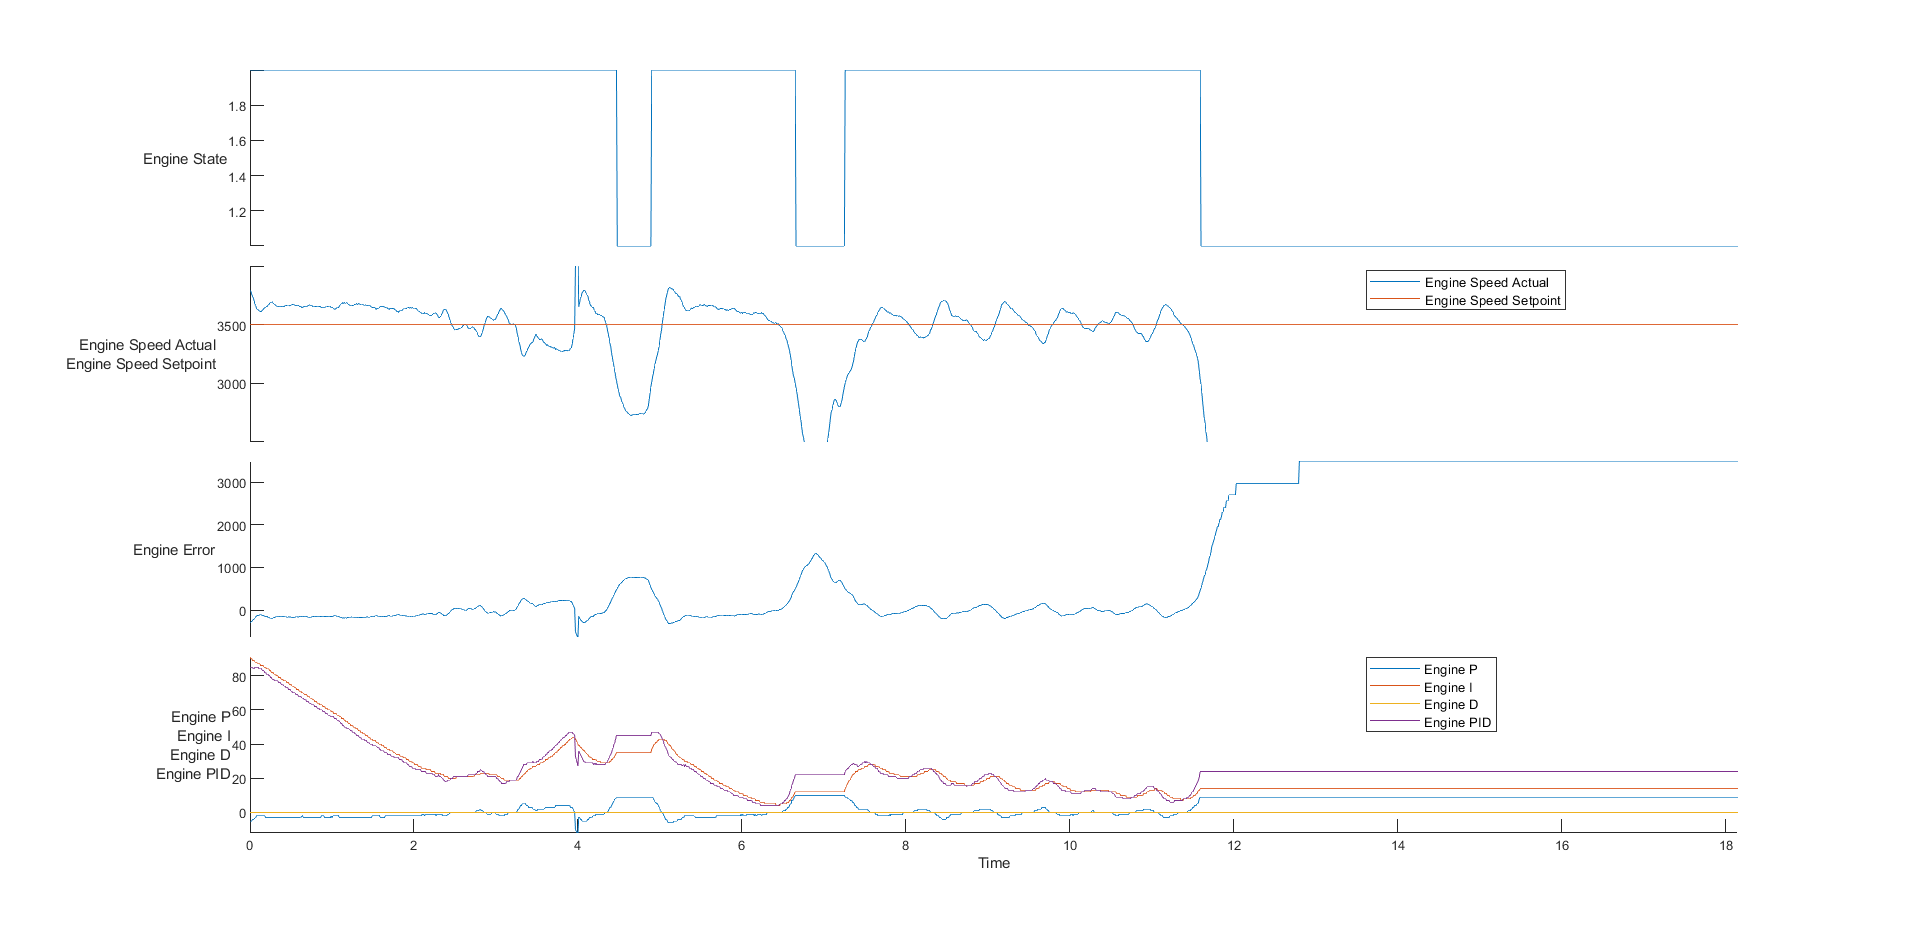 1.8
1.6
Engine State
1.4
1.2
Engine Speed Actual
Engine Speed Setpoint
3500
Engine Speed Actual
Engine Speed Setpoint
3000
3000
2000
Engine Error
1000
0
Engine P
Engine I
Engine D
Engine PID
80
60
40
20
0
Engine P
Engine I
Engine D
Engine PID
0 2 4 6 8 10 12 14 16 18
Time